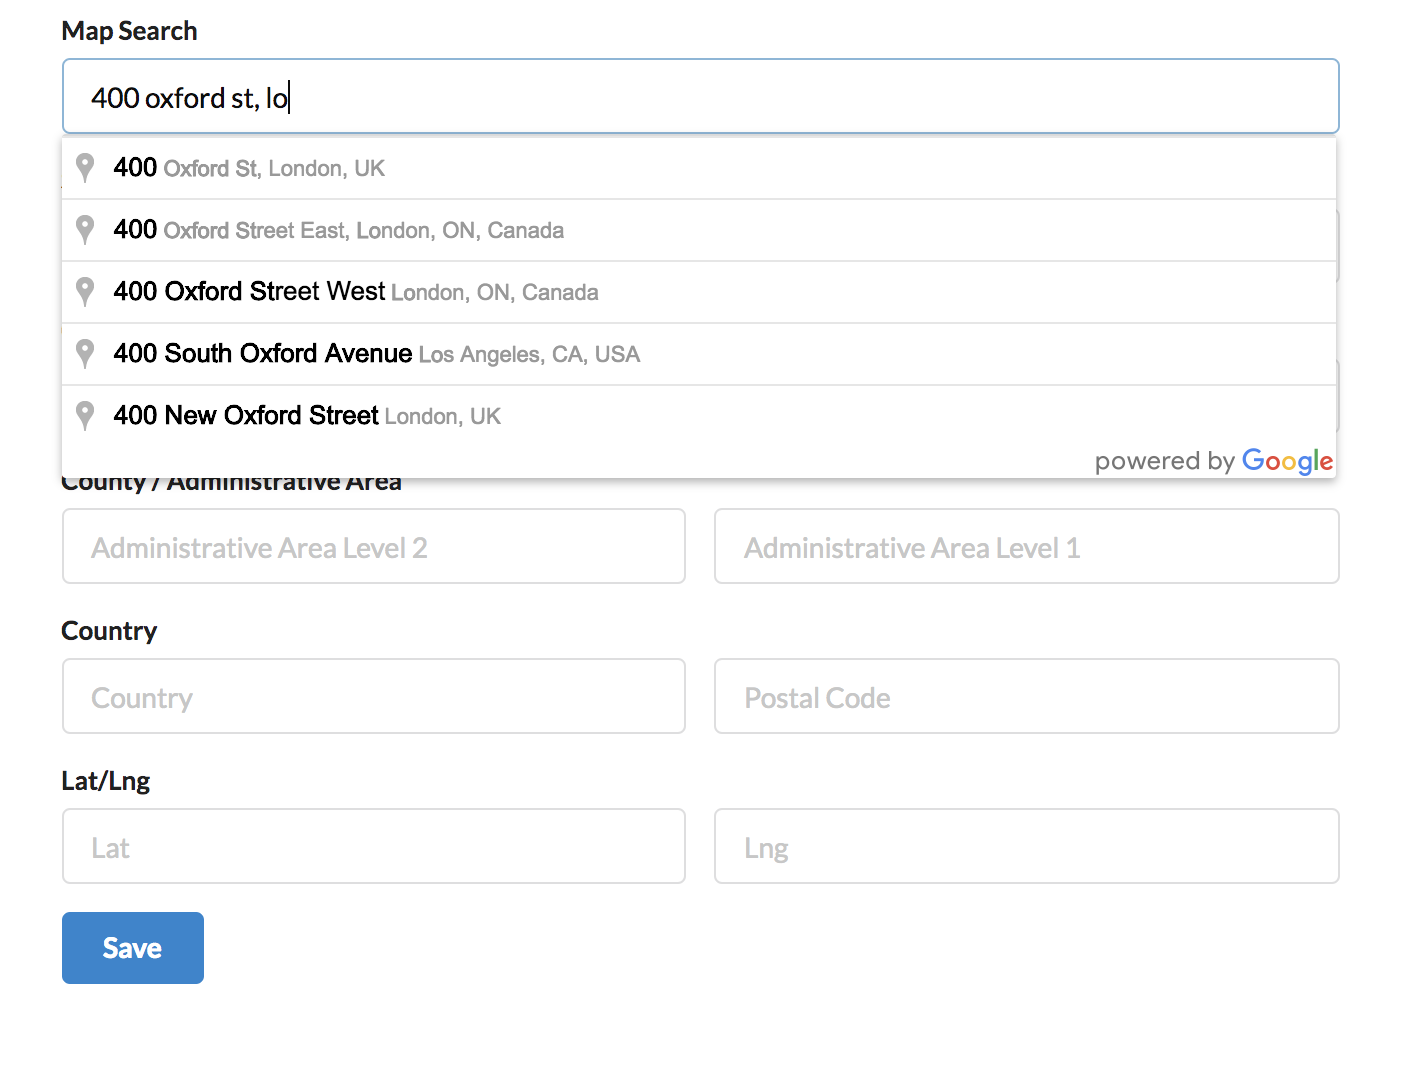 Map Search
400 oxford st, lo
400 Oxford St, London, UK
400 Oxford Street East, London, ON, Canada
400 Oxford Street West London, ON, Canada
400 South Oxford Avenue Los Angeles, CA, USA
400 New Oxford Street London, UK
powered by Google
County / Administrative Area
Administrative Area Level 2
Administrative Area Level 1
Country
Country
Postal Code
Lat/Lng
Lat
Lng
Save